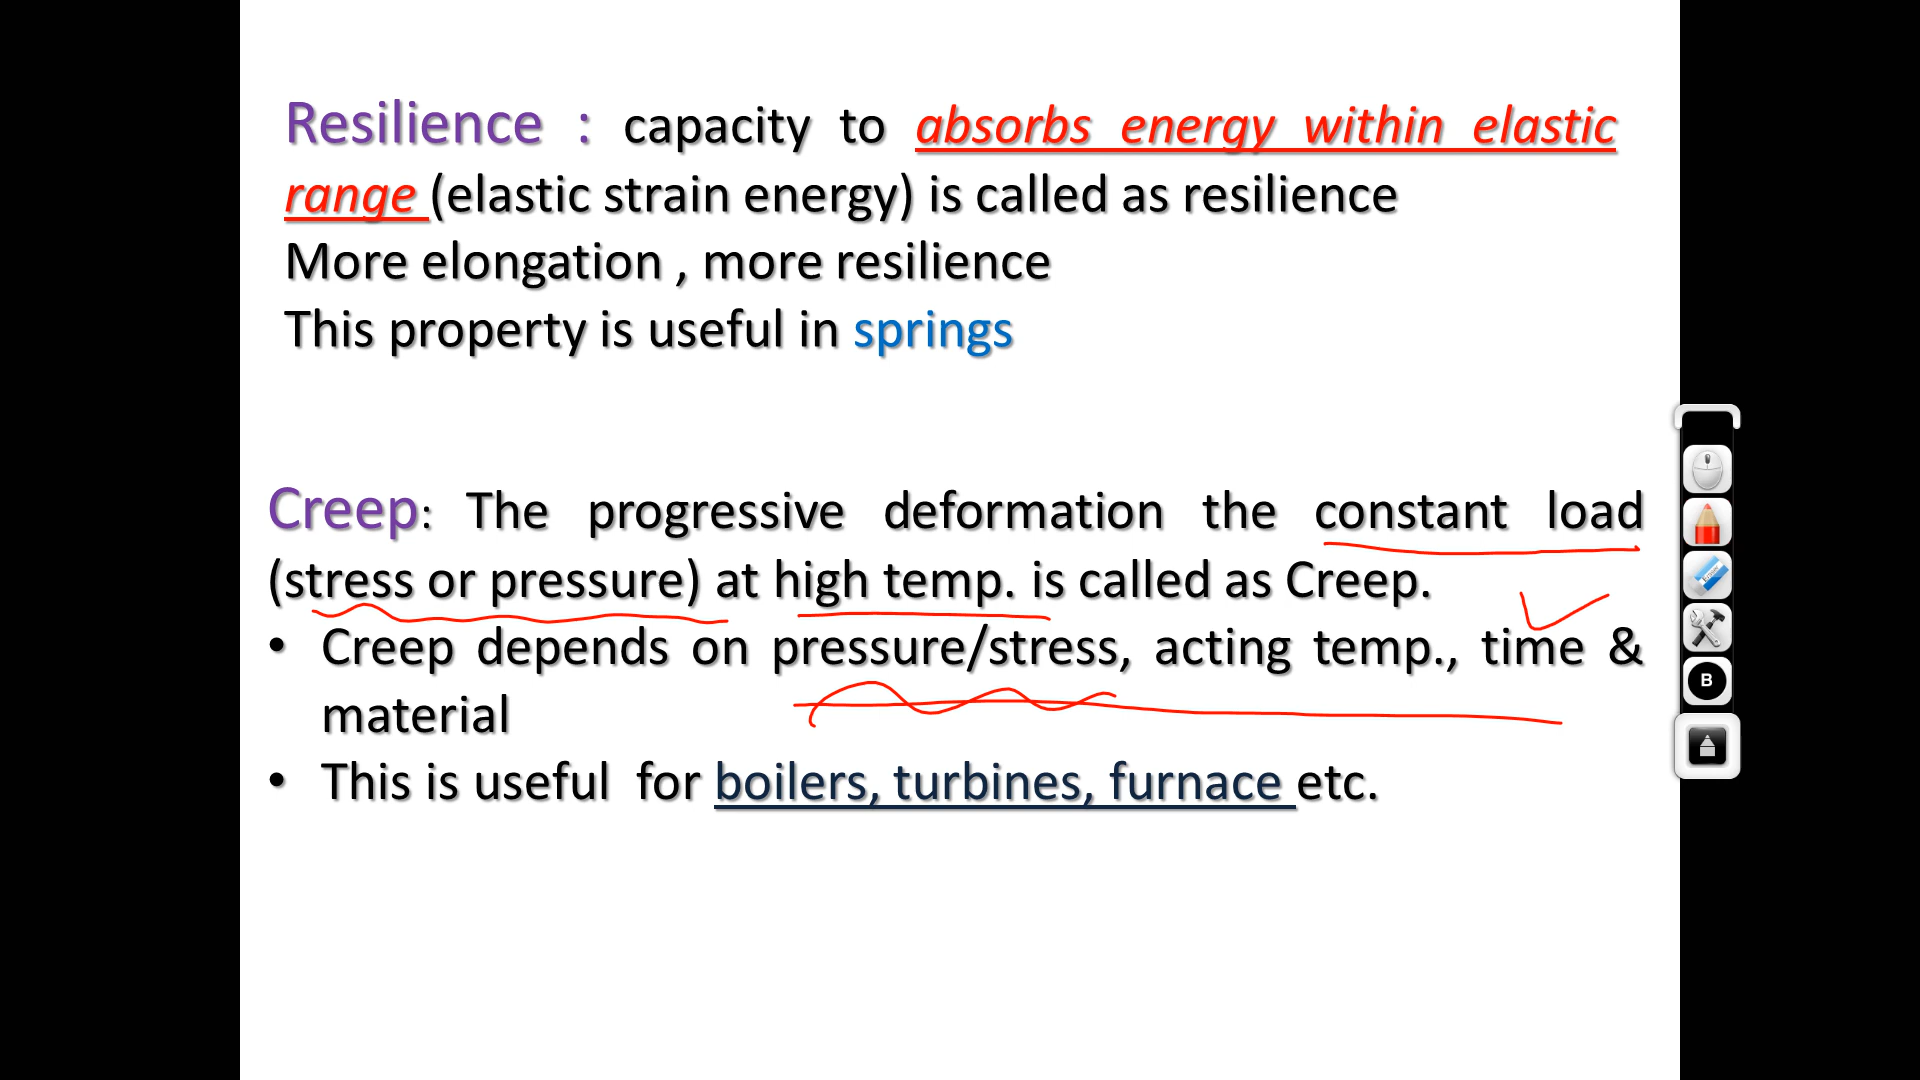 Resilience : capacity to absorbs energy within elastic
range (elastic strain energy) is called as resilience
More elongation , more resilience
This property is useful in springs
Creep: The progressive deformation the constant load
(stress or pressure) at high temp. is called as Creep.
• Creep depends on pressure/stress, acting temp., time &
material
• This is useful for boilers, turbines, furnace etc.
B